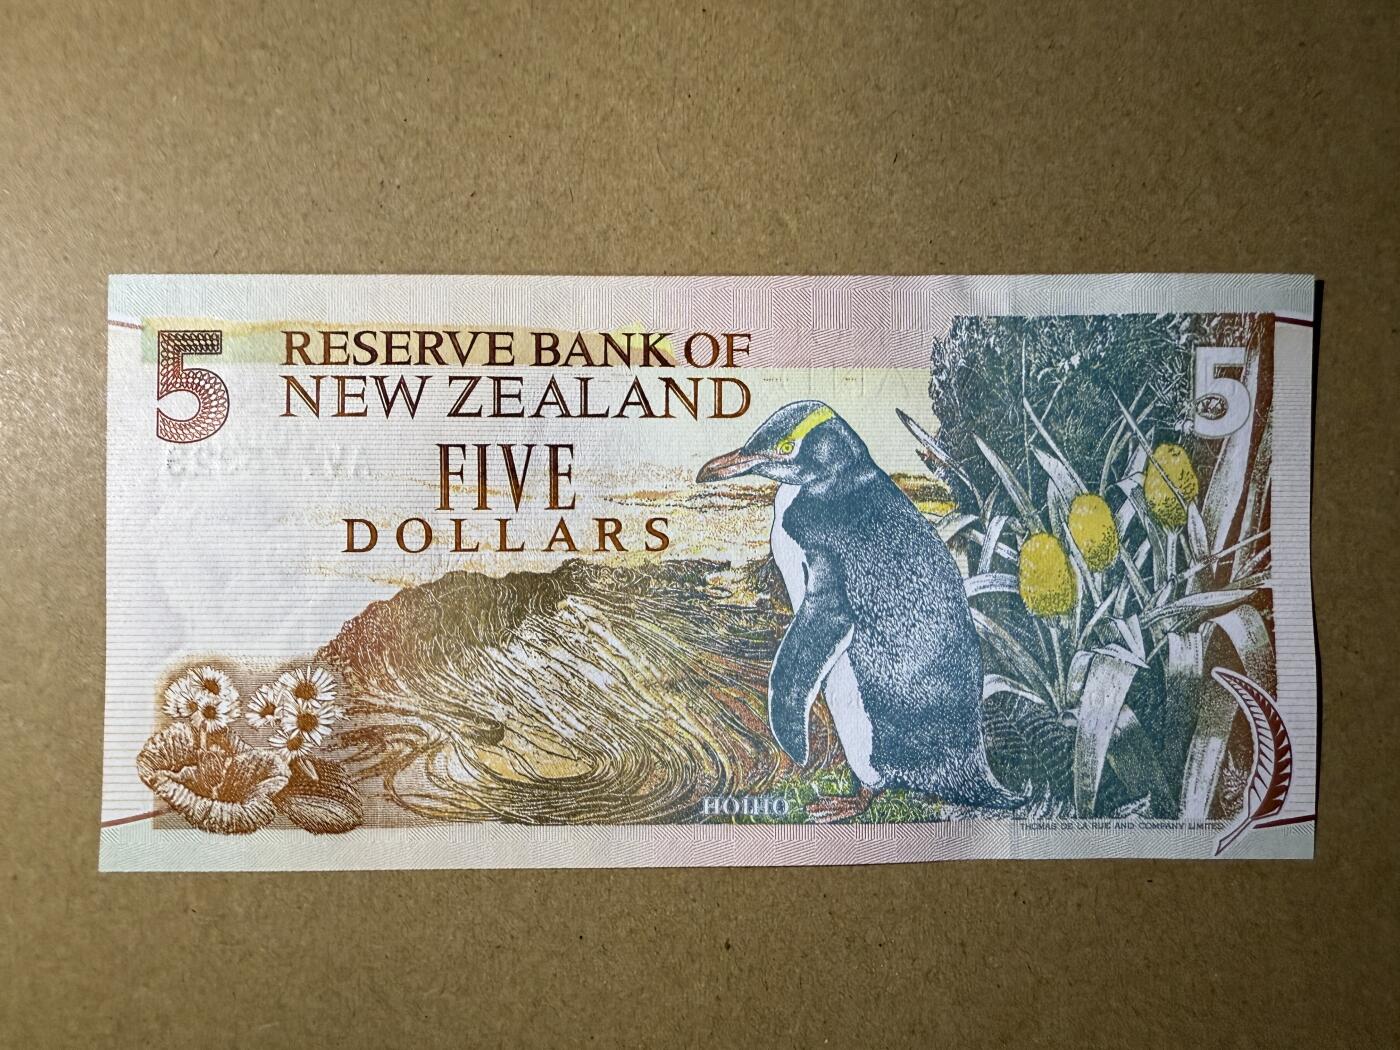 5
RESERVE BANK OF
NEW ZEALAND
FIVE
DOLLARS
5
HOIHO
THOMAS DE LA RUE AND COMPANY LIMITED